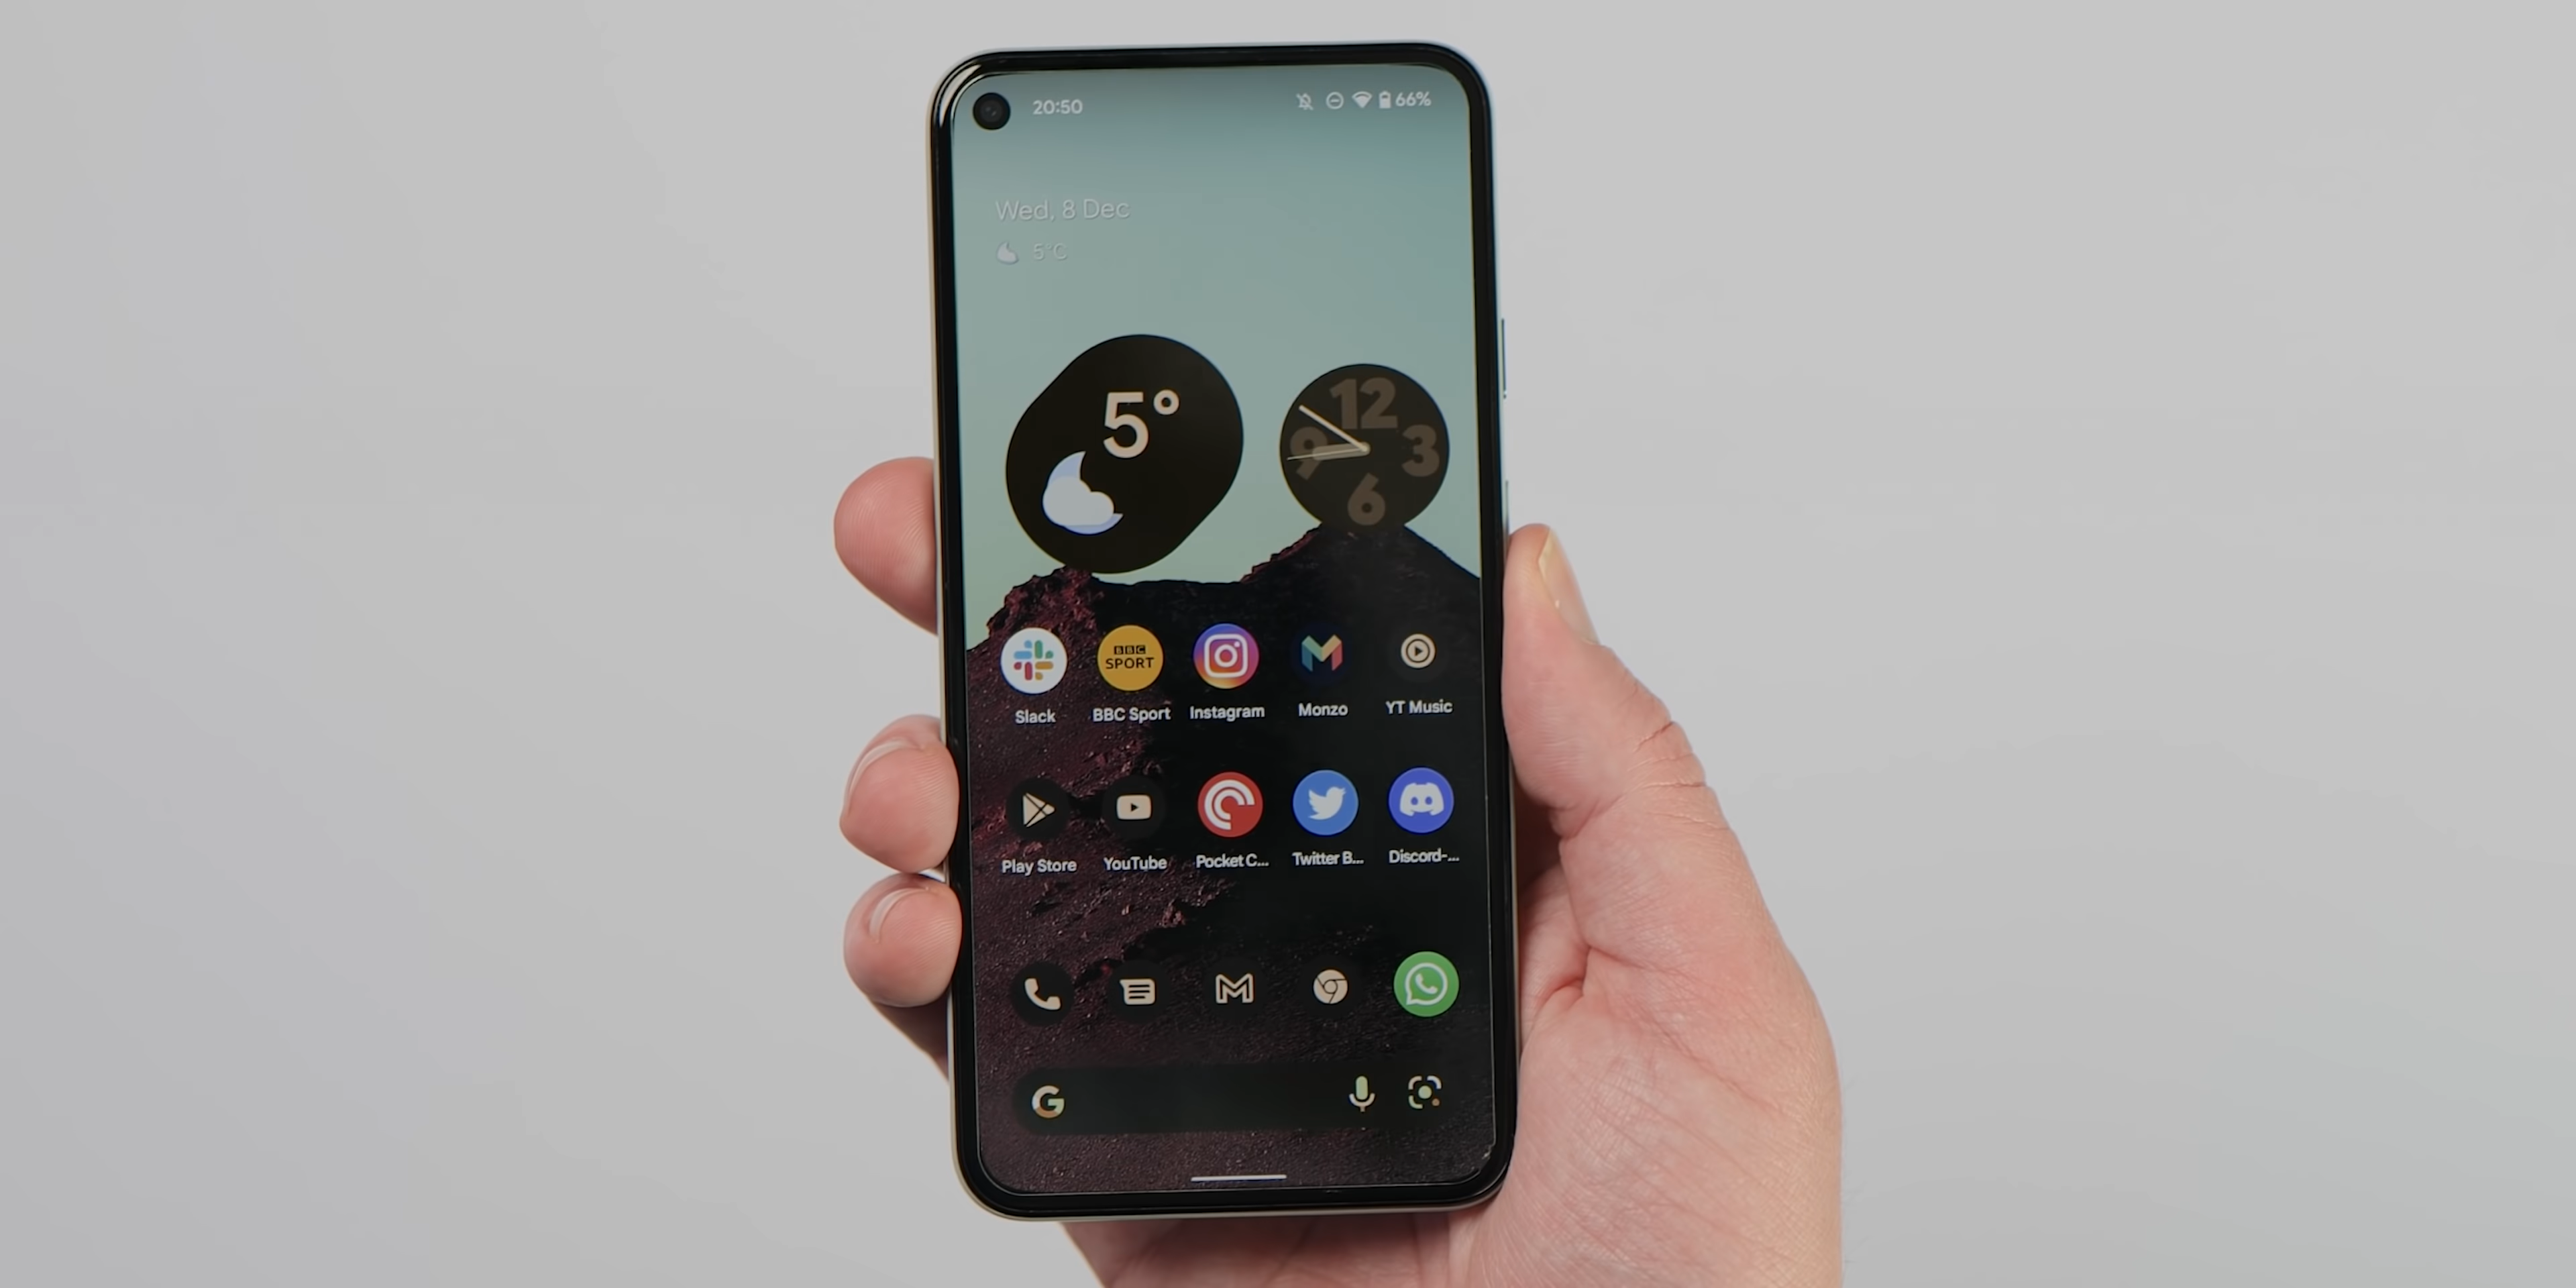 20:50 66%
Wed, 8 Dec
5°C
5°
12
9 3
6
BBC
SPORT
Slack BBC Sport Instagram Monzo YT Music
Play Store YouTube Pocket C... Twitter B... Discord-...
G